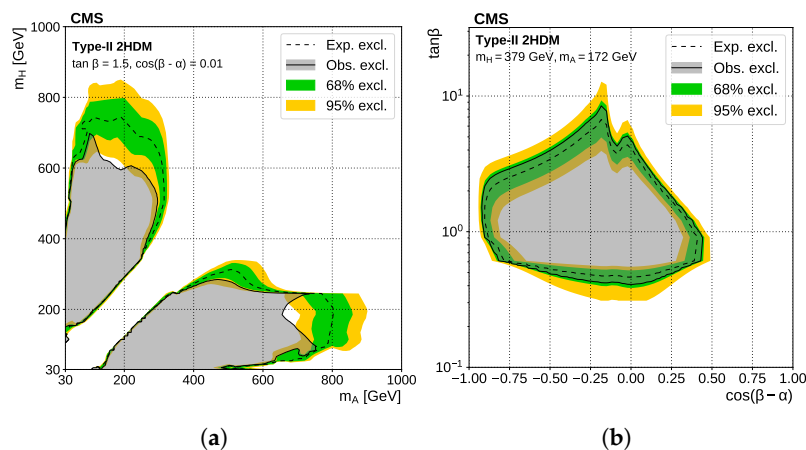 CMS
Type-II 2HDM
tan β = 1.5, cos(β - α) = 0.01
Exp. excl.
Obs. excl.
68% excl.
95% excl.
m_H [GeV]
1000
800
600
400
200
30
30
200
400
600
800
1000
m_A [GeV]
(a)
CMS
Type-II 2HDM
m_H = 379 GeV, m_A = 172 GeV
Exp. excl.
Obs. excl.
68% excl.
95% excl.
tanβ
10^1
10^0
10^−1
−1.00
−0.75
−0.50
−0.25
0.00
0.25
0.50
0.75
1.00
cos(β − α)
(b)